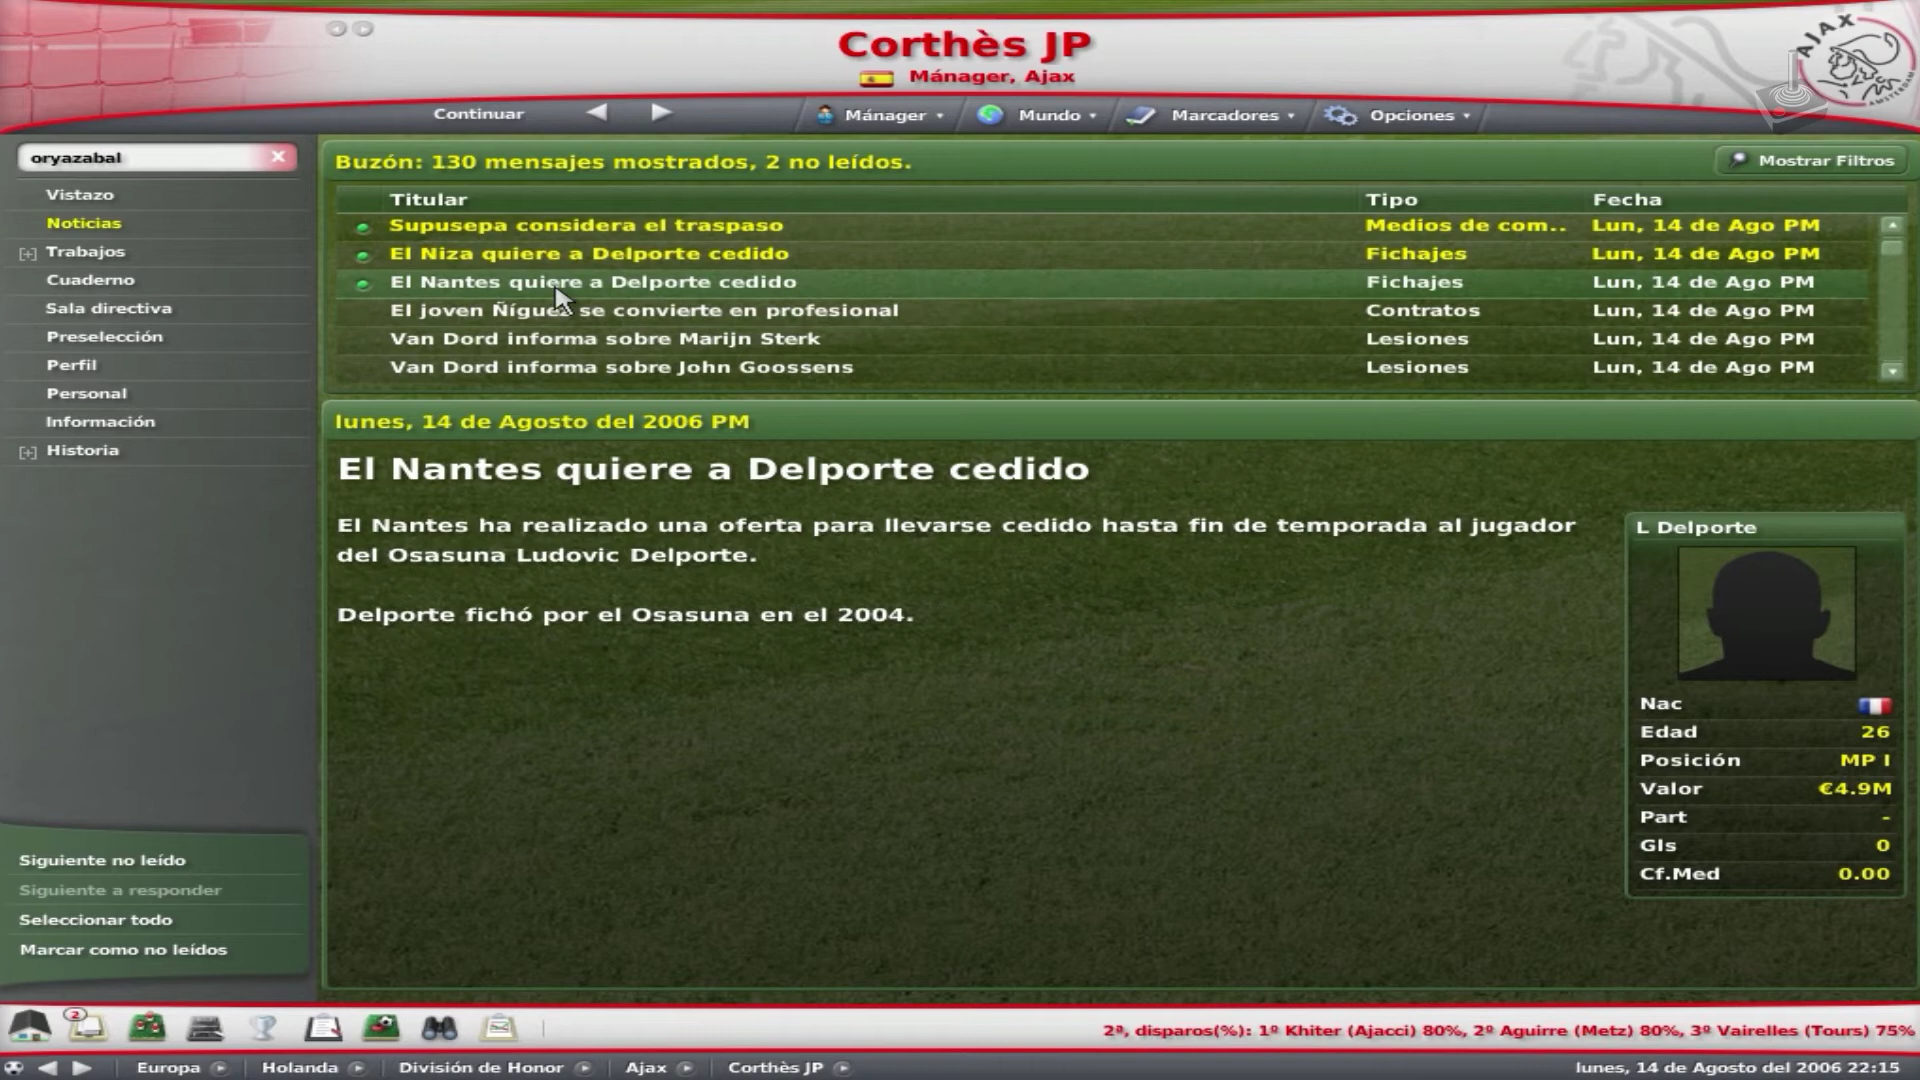 Corthès JP
Mánager, Ajax
AJAX
AMSTERDAM
Continuar
Mánager
Mundo
Marcadores
Opciones
oryazabal
Vistazo
Noticias
Trabajos
Cuaderno
Sala directiva
Preselección
Perfil
Personal
Información
Historia
Buzón: 130 mensajes mostrados, 2 no leídos.
Mostrar Filtros
Titular Tipo Fecha
Supusepa considera el traspaso Medios de com.. Lun, 14 de Ago PM
El Niza quiere a Delporte cedido Fichajes Lun, 14 de Ago PM
El Nantes quiere a Delporte cedido Fichajes Lun, 14 de Ago PM
El joven Ñíguez se convierte en profesional Contratos Lun, 14 de Ago PM
Van Dord informa sobre Marijn Sterk Lesiones Lun, 14 de Ago PM
Van Dord informa sobre John Goossens Lesiones Lun, 14 de Ago PM
lunes, 14 de Agosto del 2006 PM
El Nantes quiere a Delporte cedido
El Nantes ha realizado una oferta para llevarse cedido hasta fin de temporada al jugador
del Osasuna Ludovic Delporte.
Delporte fichó por el Osasuna en el 2004.
L Delporte
Nac
Edad 26
Posición MP I
Valor €4.9M
Part -
Gls 0
Cf.Med 0.00
Siguiente no leído
Siguiente a responder
Seleccionar todo
Marcar como no leídos
2
2ª, disparos(%): 1º Khiter (Ajacci) 80%, 2º Aguirre (Metz) 80%, 3º Vairelles (Tours) 75%
Europa
Holanda
División de Honor
Ajax
Corthès JP
lunes, 14 de Agosto del 2006 22:15